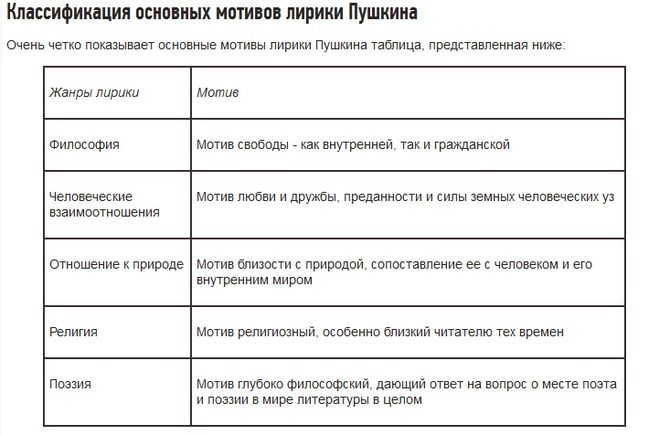 Классификация основных мотивов лирики Пушкина
Очень четко показывает основные мотивы лирики Пушкина таблица, представленная ниже:
Жанры лирики
Мотив
Философия
Мотив свободы - как внутренней, так и гражданской
Человеческие
взаимоотношения
Мотив любви и дружбы, преданности и силы земных человеческих уз
Отношение к природе
Мотив близости с природой, сопоставление ее с человеком и его
внутренним миром
Религия
Мотив религиозный, особенно близкий читателю тех времен
Поэзия
Мотив глубоко философский, дающий ответ на вопрос о месте поэта
и поэзии в мире литературы в целом